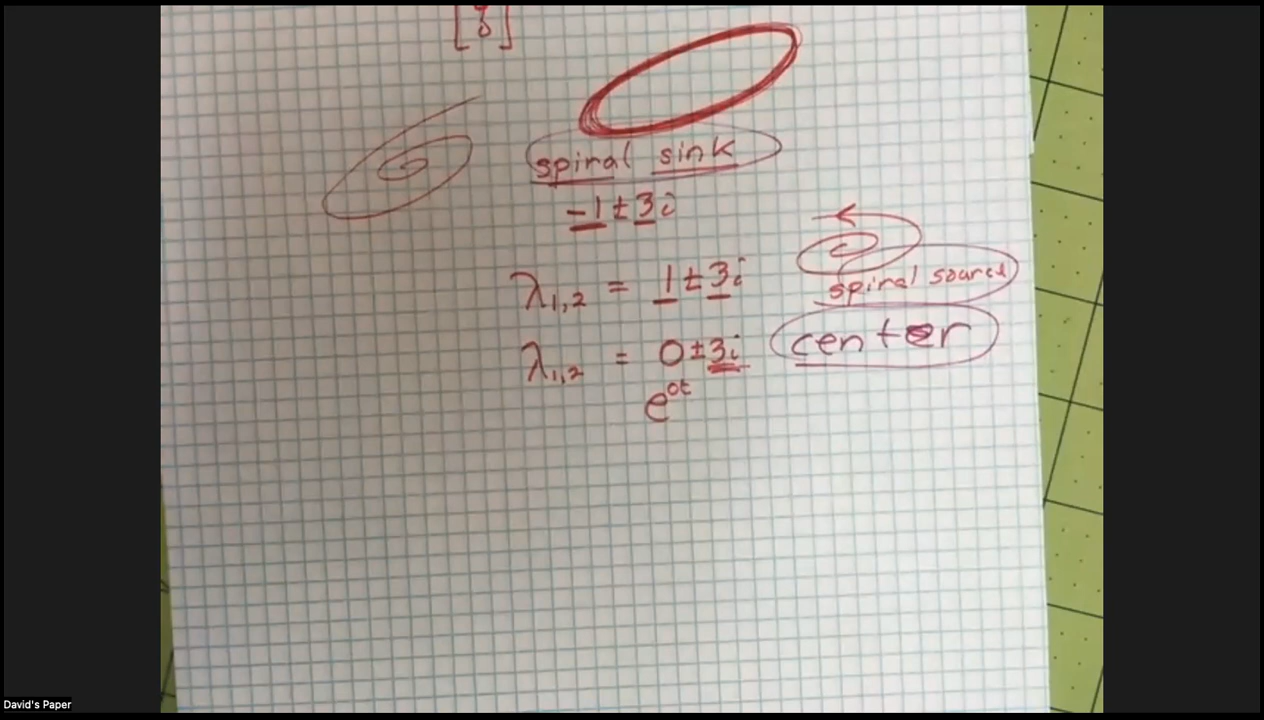 spiral sink
-1 ± 3i
λ1,2 = 1 ± 3i
spiral source
λ1,2 = 0 ± 3i
center
e^0t
David's Paper